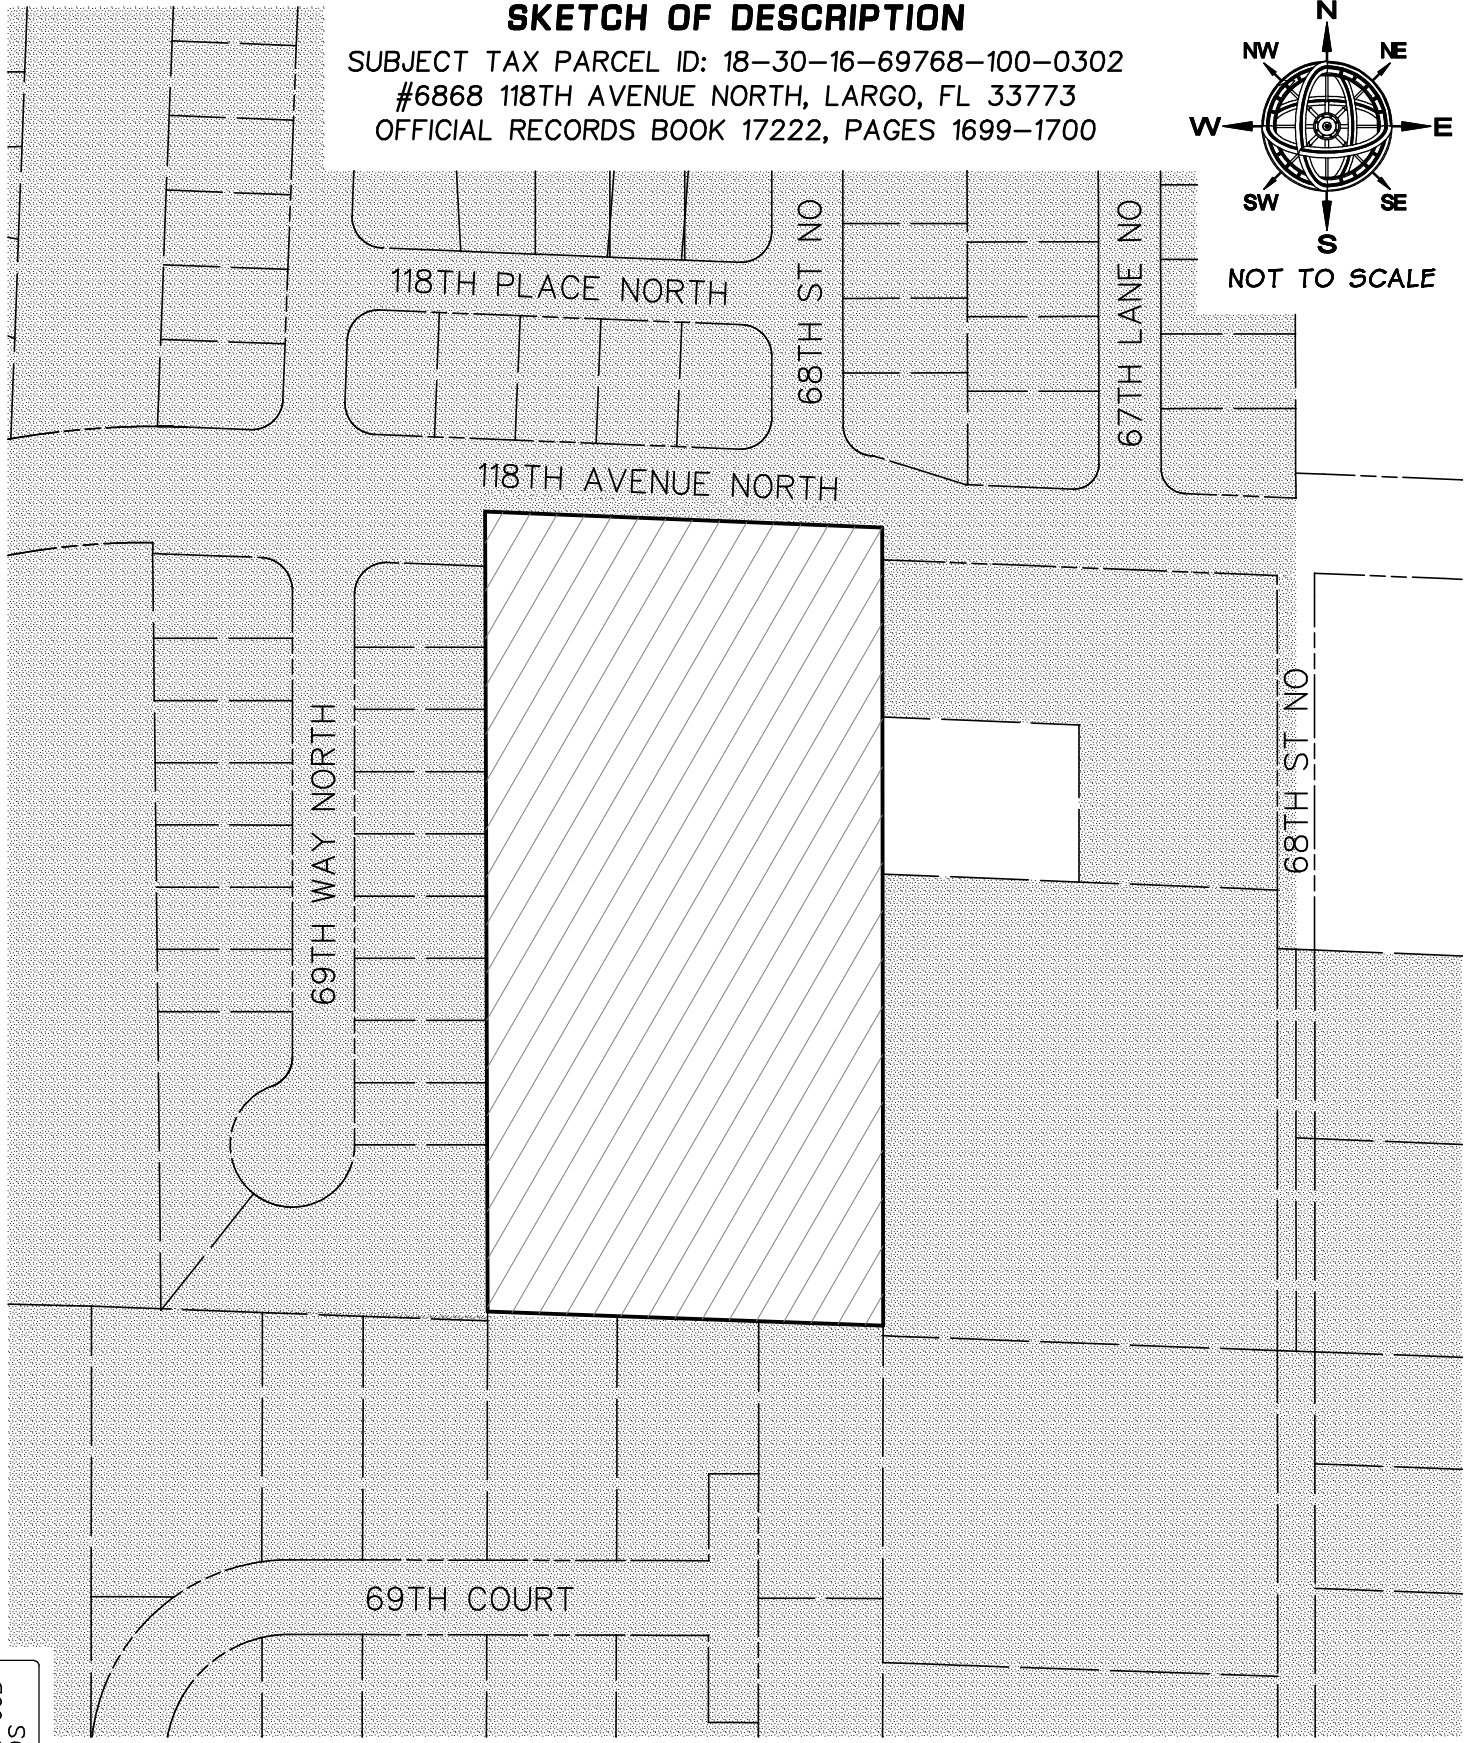 SKETCH OF DESCRIPTION
SUBJECT TAX PARCEL ID: 18-30-16-69768-100-0302
#6868 118TH AVENUE NORTH, LARGO, FL 33773
OFFICIAL RECORDS BOOK 17222, PAGES 1699-1700
N
NW
NE
W
E
SW
SE
S
NOT TO SCALE
118TH PLACE NORTH
68TH ST NO
67TH LANE NO
118TH AVENUE NORTH
69TH WAY NORTH
68TH ST NO
69TH COURT